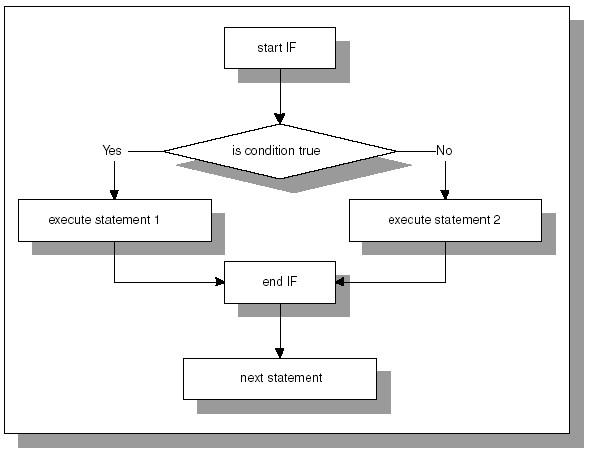 start IF
is condition true
Yes
No
execute statement 1
execute statement 2
end IF
next statement